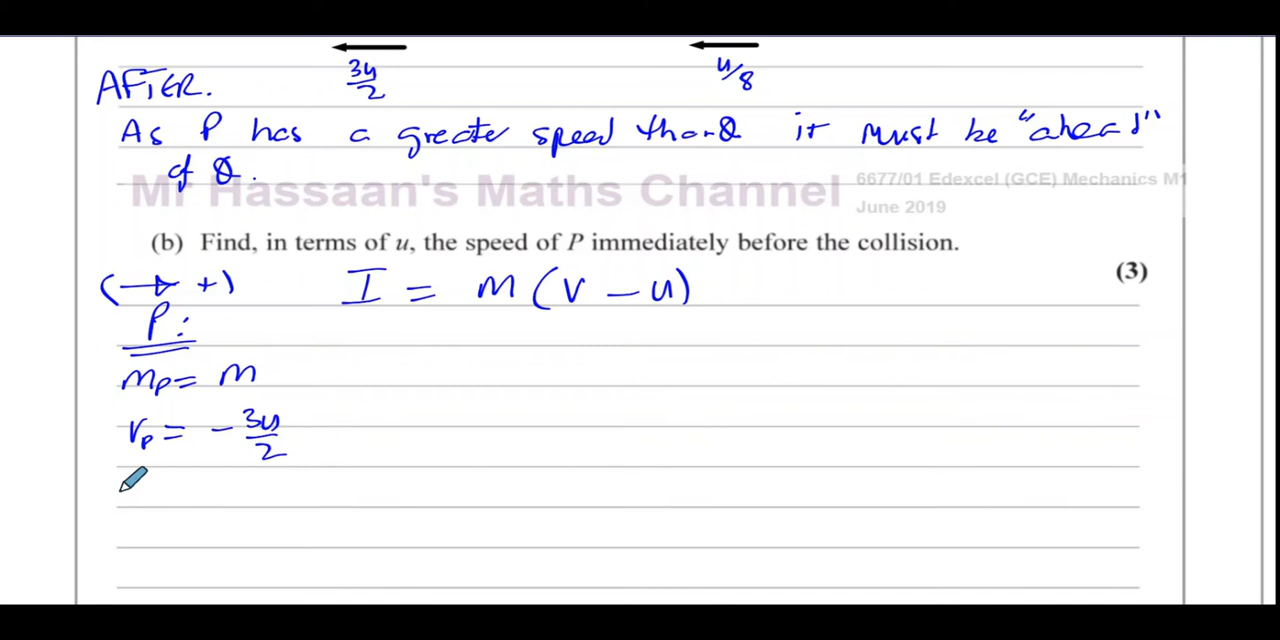 3u/2 u/8
AFTER.
As P has a greate speed than Q it must be "ahead"
of Q.
Mr Hassaan's Maths Channel
6677/01 Edexcel (GCE) Mechanics M1
June 2019
(b) Find, in terms of u, the speed of P immediately before the collision.
(3)
(→ +) I = m(v - u)
P:
mP = m
vP = - 3u/2